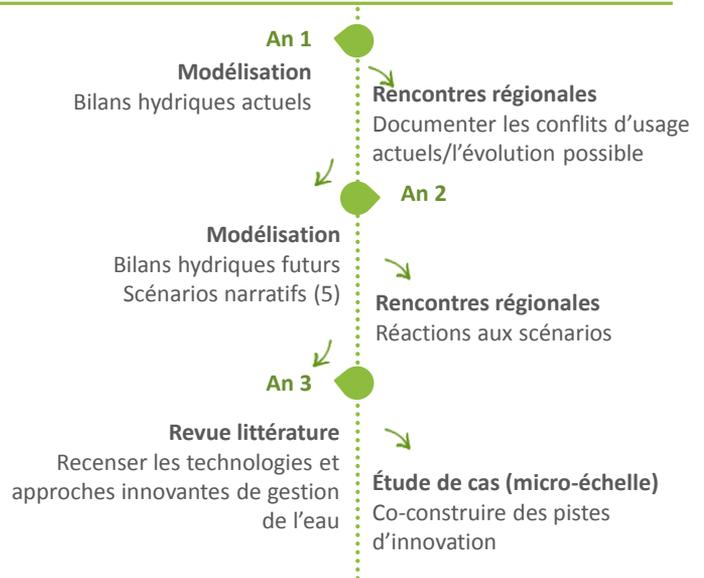 An 1
Modélisation
Bilans hydriques actuels
Rencontres régionales
Documenter les conflits d’usage
actuels/l’évolution possible
An 2
Modélisation
Bilans hydriques futurs
Scénarios narratifs (5)
Rencontres régionales
Réactions aux scénarios
An 3
Revue littérature
Recenser les technologies et
approches innovantes de gestion
de l’eau
Étude de cas (micro-échelle)
Co-construire des pistes
d’innovation